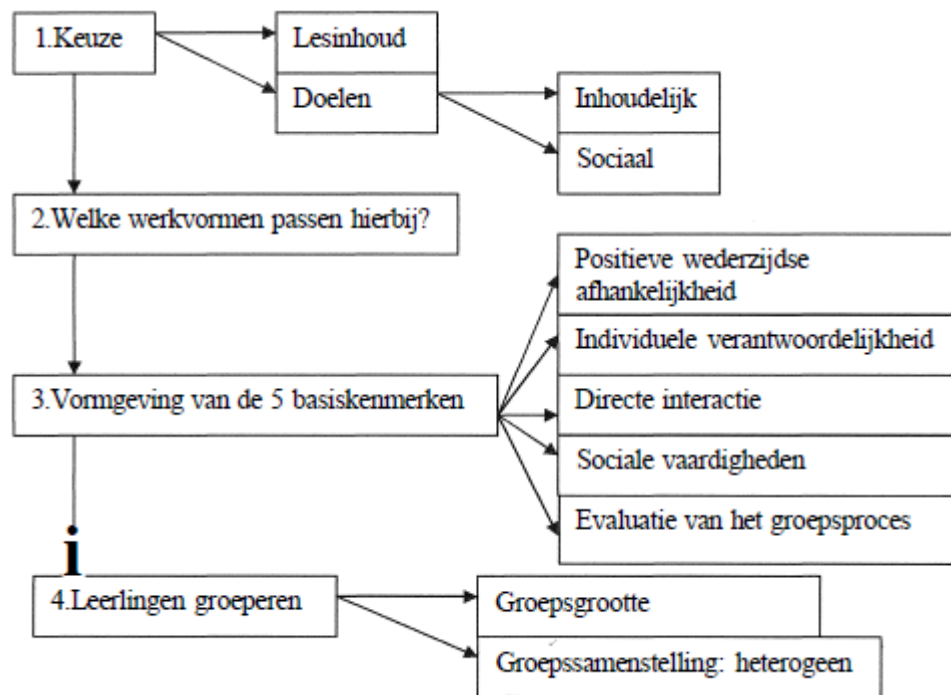 1.Keuze
Lesinhoud
Doelen
Inhoudelijk
Sociaal
2.Welke werkvormen passen hierbij?
Positieve wederzijdse
afhankelijkheid
Individuele verantwoordelijkheid
3.Vormgeving van de 5 basiskenmerken
Directe interactie
Sociale vaardigheden
Evaluatie van het groepsproces
i
4.Leerlingen groeperen
Groepsgrootte
Groepssamenstelling: heterogeen